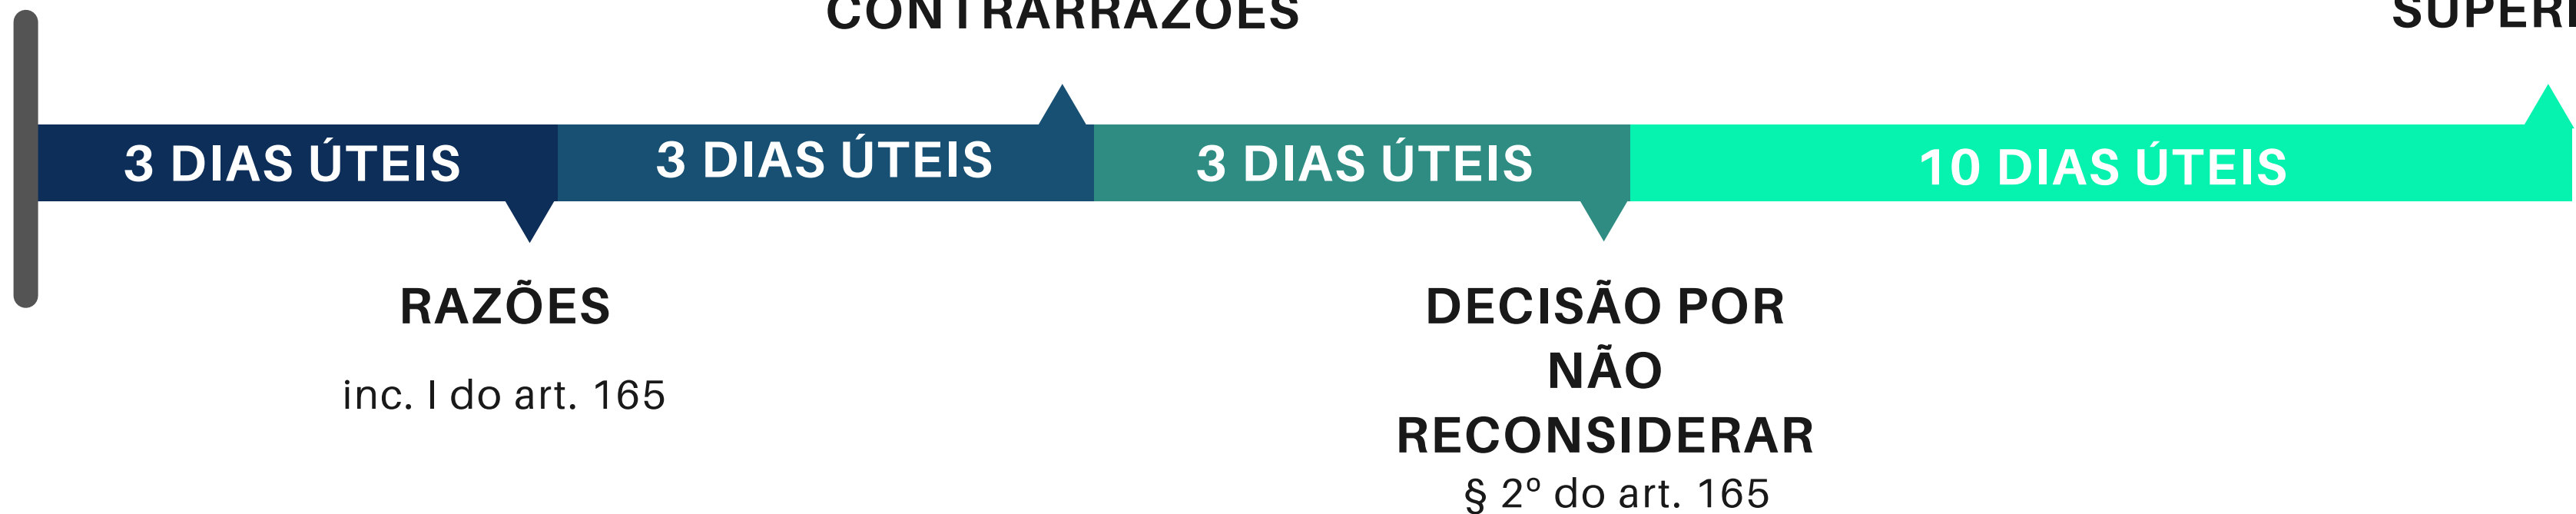 CONTRARRAZÕES
3 DIAS ÚTEIS
3 DIAS ÚTEIS
3 DIAS ÚTEIS
10 DIAS ÚTEIS
RAZÕES
inc. I do art. 165
DECISÃO POR
NÃO
RECONSIDERAR
§ 2º do art. 165